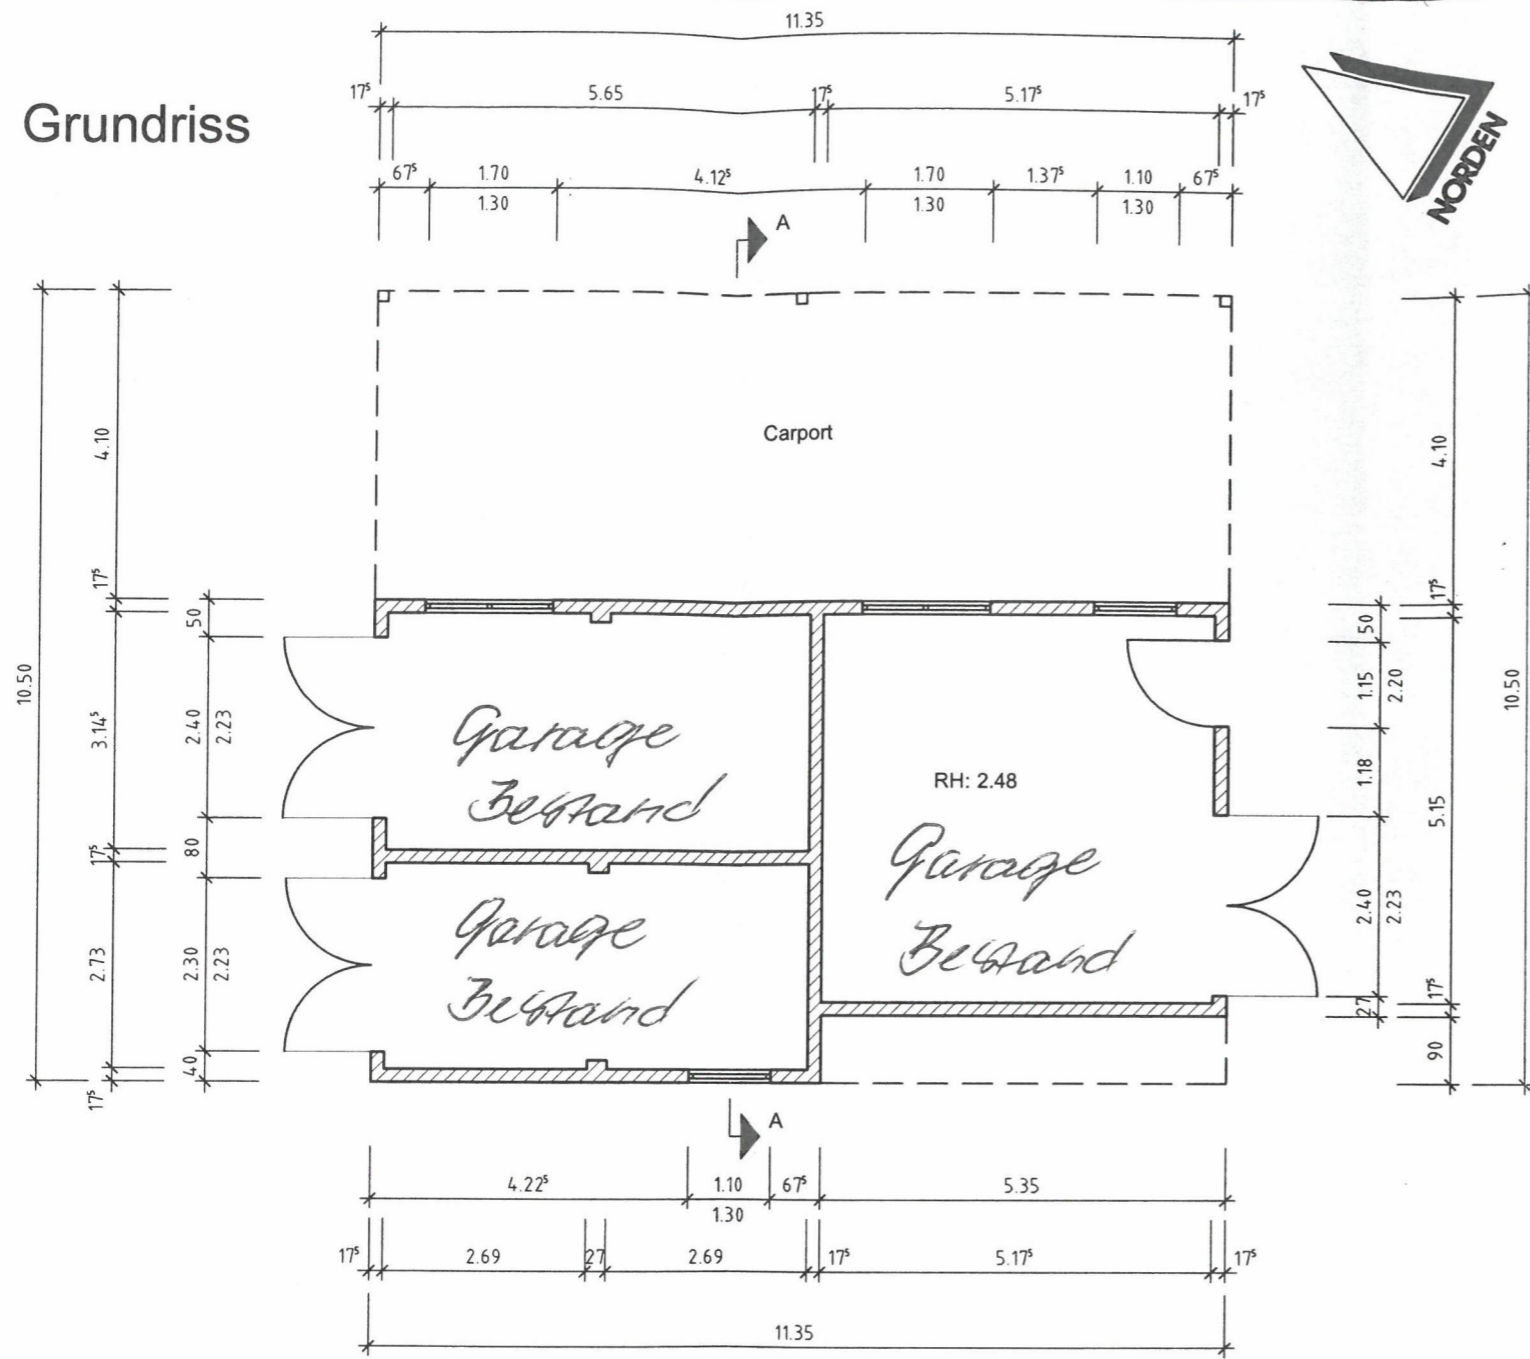 11.35
17⁵ 5.65 17⁵ 5.17⁵ 17⁵
Grundriss
NORDEN
67⁵ 1.70 4.12⁵ 1.70 1.37⁵ 1.10 67⁵
1.30 1.30 1.30
A
Carport
10.50
4.10
17⁵
3.14⁵
17⁵
2.73
17⁵
50
2.40
2.23
80
2.30
2.23
40
Garage
Bestand
Garage
Bestand
RH: 2.48
Garage
Bestand
50
1.15
2.20
1.18
2.40
2.23
27
4.10
17⁵
5.15
17⁵
90
10.50
A
4.22⁵ 1.10 67⁵ 5.35
1.30
17⁵ 2.69 27 2.69 17⁵ 5.17⁵ 17⁵
11.35